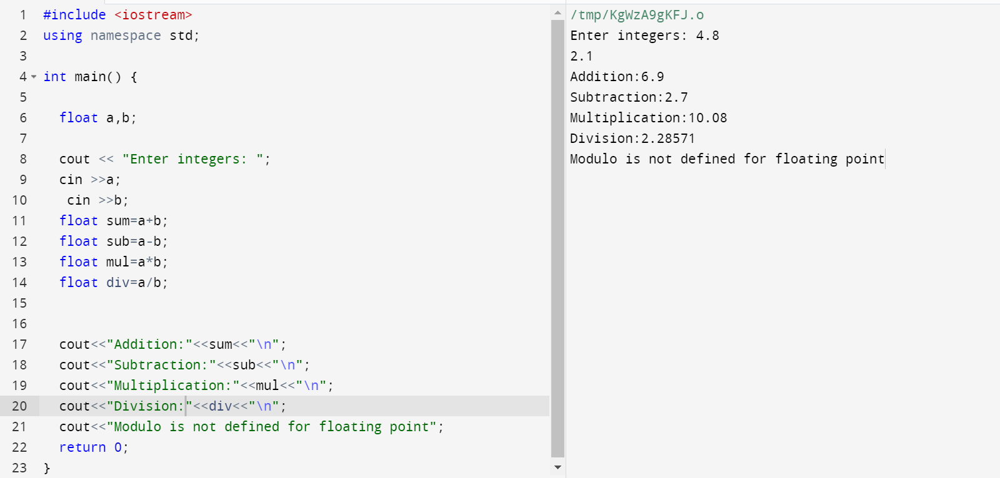 1 #include <iostream>
2 using namespace std;
3
4 int main() {
5
6 float a,b;
7
8 cout << "Enter integers: ";
9 cin >>a;
10 cin >>b;
11 float sum=a+b;
12 float sub=a-b;
13 float mul=a*b;
14 float div=a/b;
15
16
17 cout<<"Addition:"<<sum<<"\n";
18 cout<<"Subtraction:"<<sub<<"\n";
19 cout<<"Multiplication:"<<mul<<"\n";
20 cout<<"Division:"<<div<<"\n";
21 cout<<"Modulo is not defined for floating point";
22 return 0;
23 }
/tmp/KgWzA9gKFJ.o
Enter integers: 4.8
2.1
Addition:6.9
Subtraction:2.7
Multiplication:10.08
Division:2.28571
Modulo is not defined for floating point